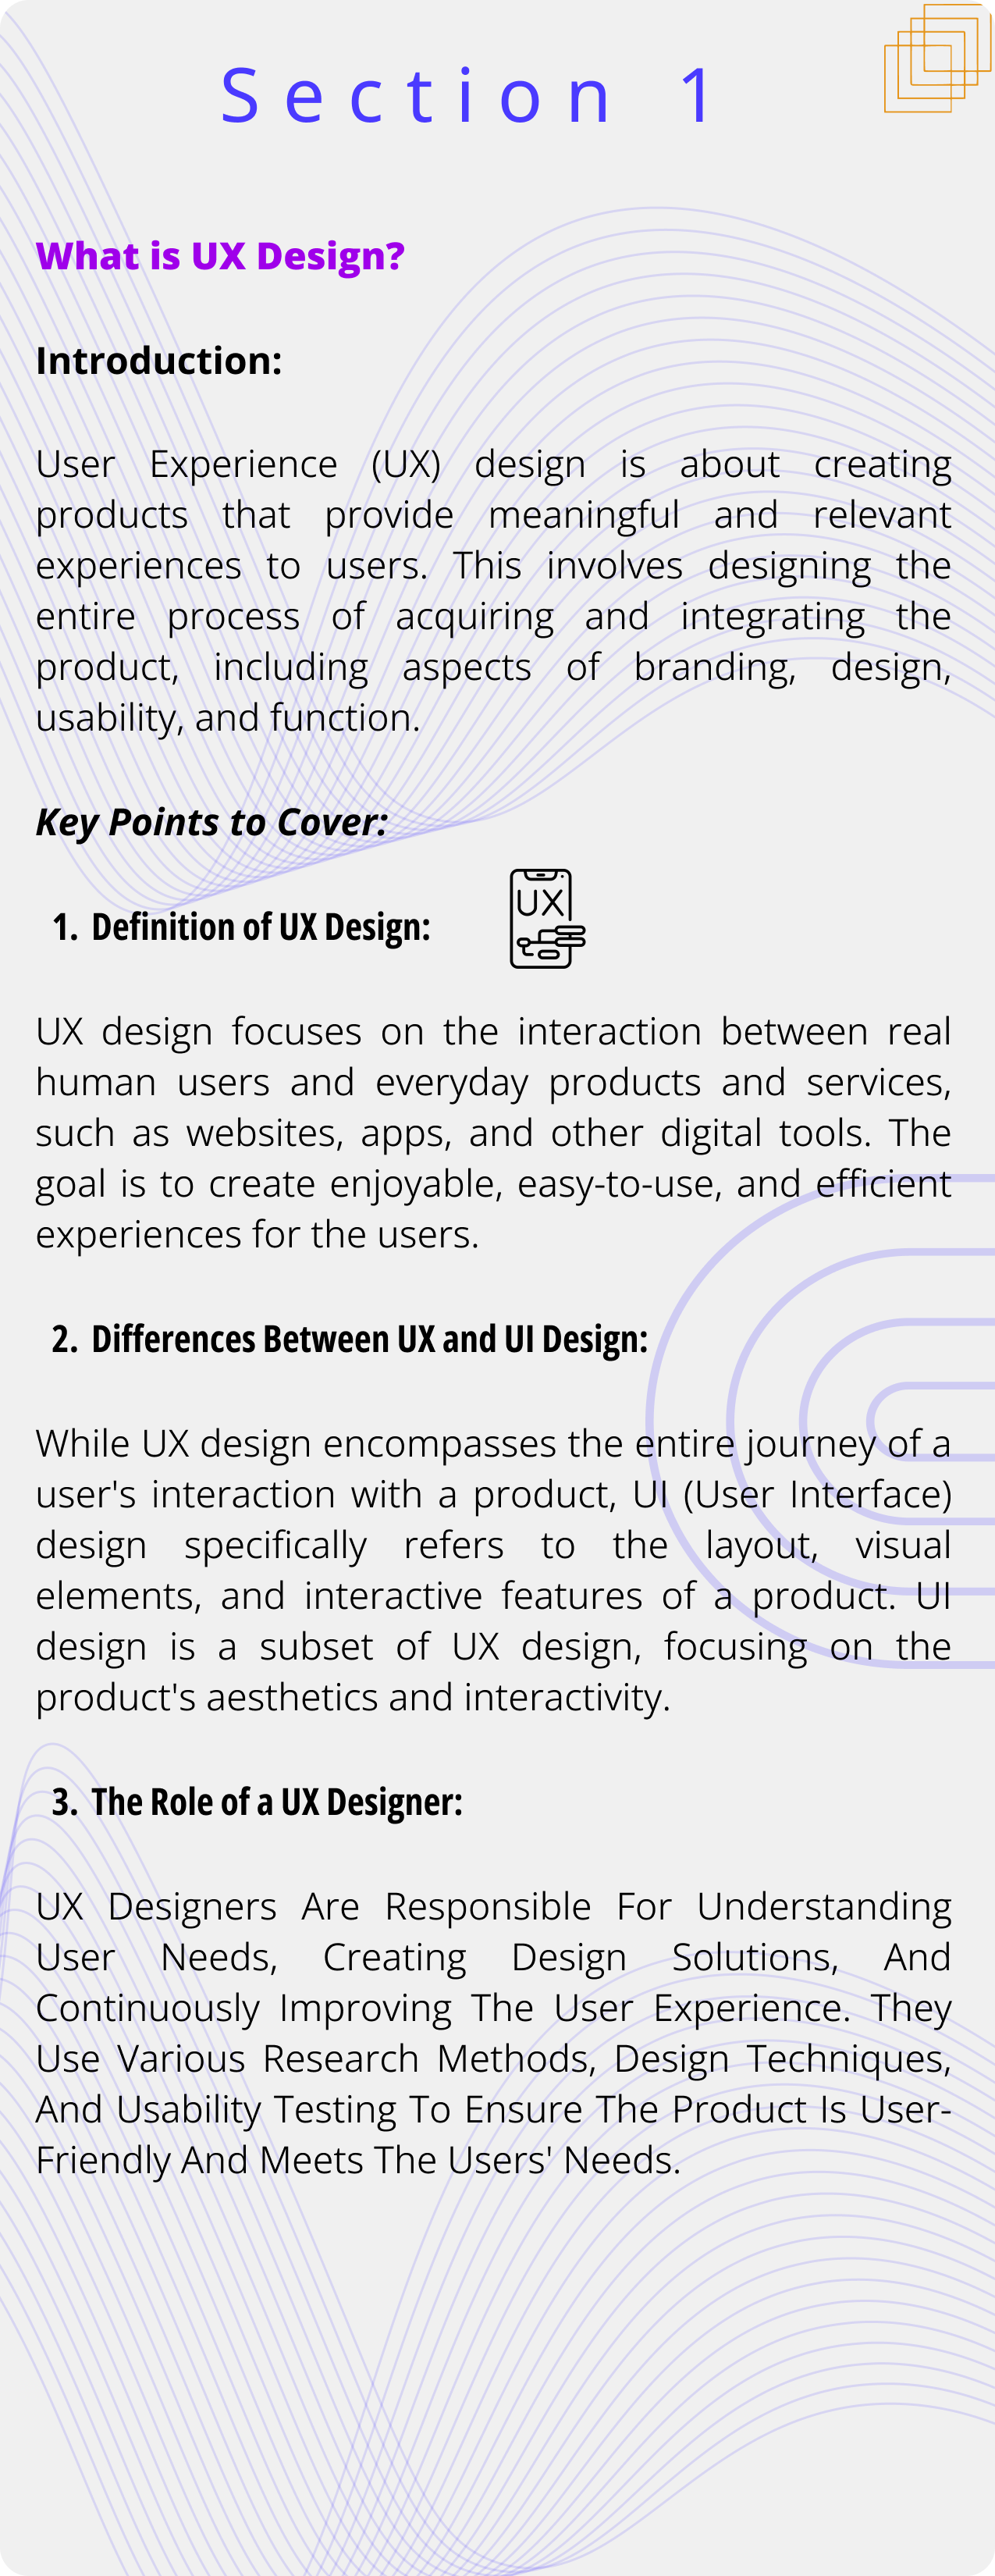 Section 1
What is UX Design?
Introduction:
User Experience (UX) design is about creating
products that provide meaningful and relevant
experiences to users. This involves designing the
entire process of acquiring and integrating the
product, including aspects of branding, design,
usability, and function.
Key Points to Cover:
1. Definition of UX Design:
UX
UX design focuses on the interaction between real
human users and everyday products and services,
such as websites, apps, and other digital tools. The
goal is to create enjoyable, easy-to-use, and efficient
experiences for the users.
2. Differences Between UX and UI Design:
While UX design encompasses the entire journey of a
user's interaction with a product, UI (User Interface)
design specifically refers to the layout, visual
elements, and interactive features of a product. UI
design is a subset of UX design, focusing on the
product's aesthetics and interactivity.
3. The Role of a UX Designer:
UX Designers Are Responsible For Understanding
User Needs, Creating Design Solutions, And
Continuously Improving The User Experience. They
Use Various Research Methods, Design Techniques,
And Usability Testing To Ensure The Product Is User-
Friendly And Meets The Users' Needs.